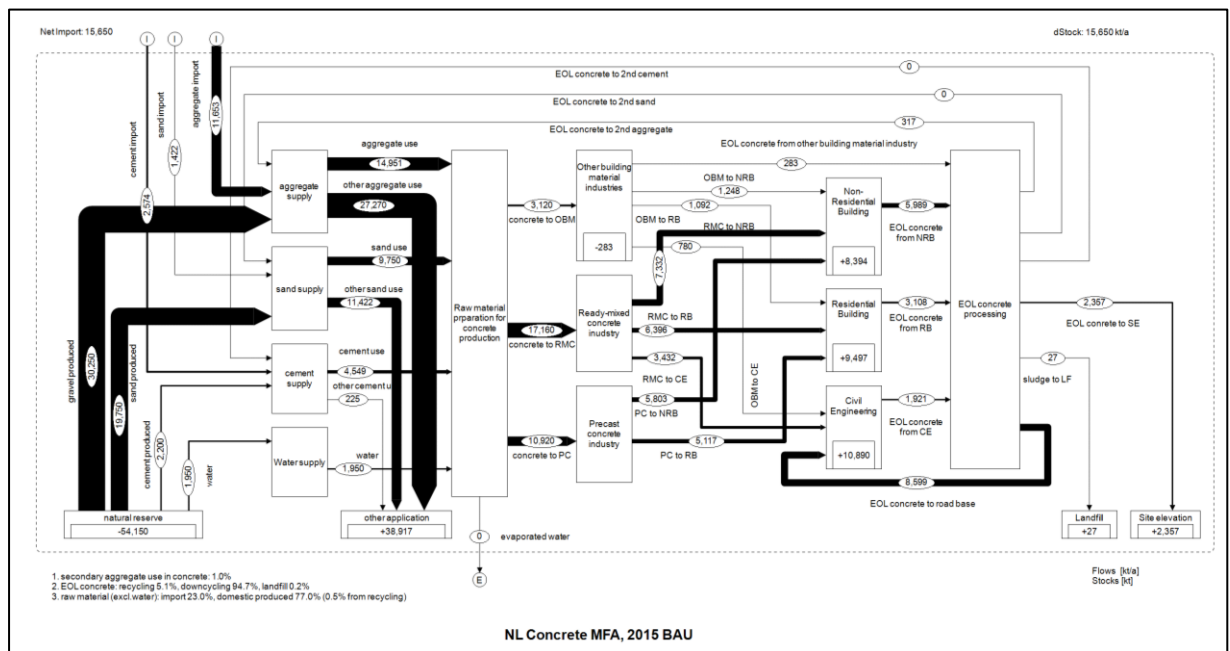 Net Import: 15,650
dStock: 15,650 kt/a
I
I
I
cement import
2,574
sand import
1,422
aggregate import
11,653
EOL concrete to 2nd cement
0
EOL concrete to 2nd sand
0
EOL concrete to 2nd aggregate
317
aggregate supply
aggregate use
14,951
other aggregate use
27,270
sand supply
sand use
9,750
other sand use
11,422
cement supply
cement use
4,549
other cement u
225
Water supply
water
1,950
gravel produced
30,250
sand produced
19,750
cement produced
2,200
water
1,950
natural reserve
-54,150
other application
+38,917
Raw material
prparation for
concrete
production
0
evaporated water
E
3,120
concrete to OBM
17,160
concrete to RMC
10,920
concrete to PC
Other building
material
industries
-283
Ready-mixed
concrete
inudstry
Precast
concrete
industry
EOL concrete from other building material industry
283
OBM to NRB
1,248
1,092
OBM to RB
780
OBM to CE
RMC to NRB
7,332
RMC to RB
6,396
3,432
RMC to CE
5,803
PC to NRB
5,117
PC to RB
Non-
Residential
Building
+8,394
Residential
Building
+9,497
Civil
Engineering
+10,890
5,989
EOL concrete
from NRB
3,108
EOL concrete
from RB
1,921
EOL concrete
from CE
8,599
EOL concrete to road base
EOL concrete
processing
2,357
EOL conrete to SE
27
sludge to LF
Landfill
+27
Site elevation
+2,357
1. secondary aggregate use in concrete: 1.0%
2. EOL concrete: recycling 5.1%, downcycling 94.7%, landfill 0.2%
3. raw material (excl.water): import 23.0%, domestic produced 77.0% (0.5% from recycling)
Flows [kt/a]
Stocks [kt]
NL Concrete MFA, 2015 BAU